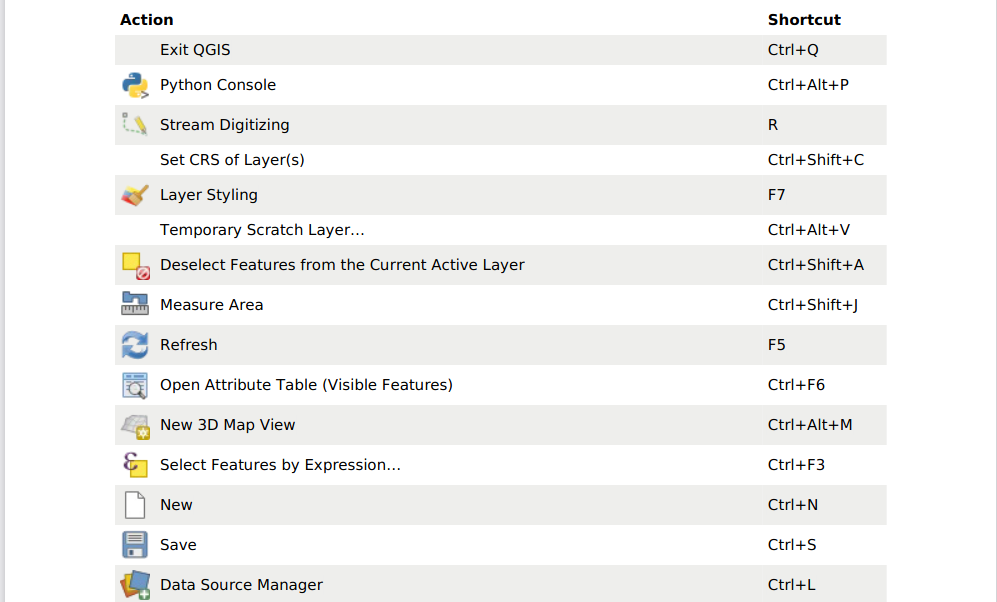 Action Shortcut
Exit QGIS Ctrl+Q
Python Console Ctrl+Alt+P
Stream Digitizing R
Set CRS of Layer(s) Ctrl+Shift+C
Layer Styling F7
Temporary Scratch Layer… Ctrl+Alt+V
Deselect Features from the Current Active Layer Ctrl+Shift+A
Measure Area Ctrl+Shift+J
Refresh F5
Open Attribute Table (Visible Features) Ctrl+F6
New 3D Map View Ctrl+Alt+M
Select Features by Expression… Ctrl+F3
New Ctrl+N
Save Ctrl+S
Data Source Manager Ctrl+L